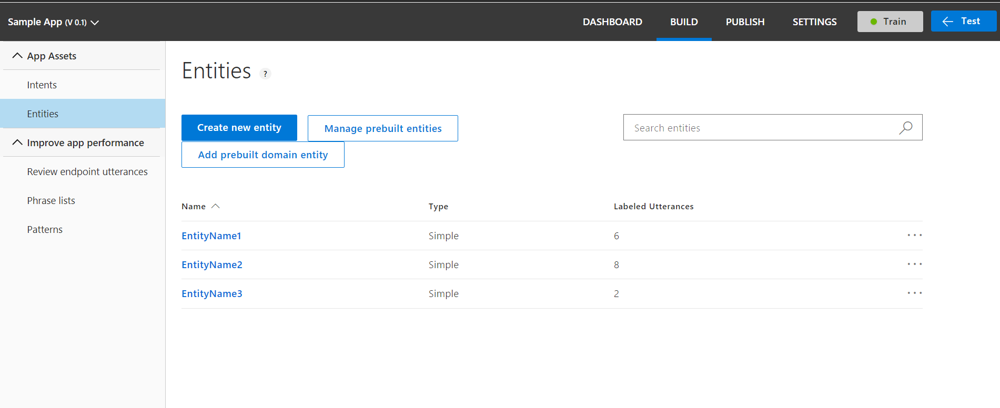 Sample App (V 0.1)
DASHBOARD BUILD PUBLISH SETTINGS Train Test
App Assets
Intents
Entities
Improve app performance
Review endpoint utterances
Phrase lists
Patterns
Entities ?
Create new entity Manage prebuilt entities
Add prebuilt domain entity
Search entities
Name Type Labeled Utterances
EntityName1 Simple 6
EntityName2 Simple 8
EntityName3 Simple 2